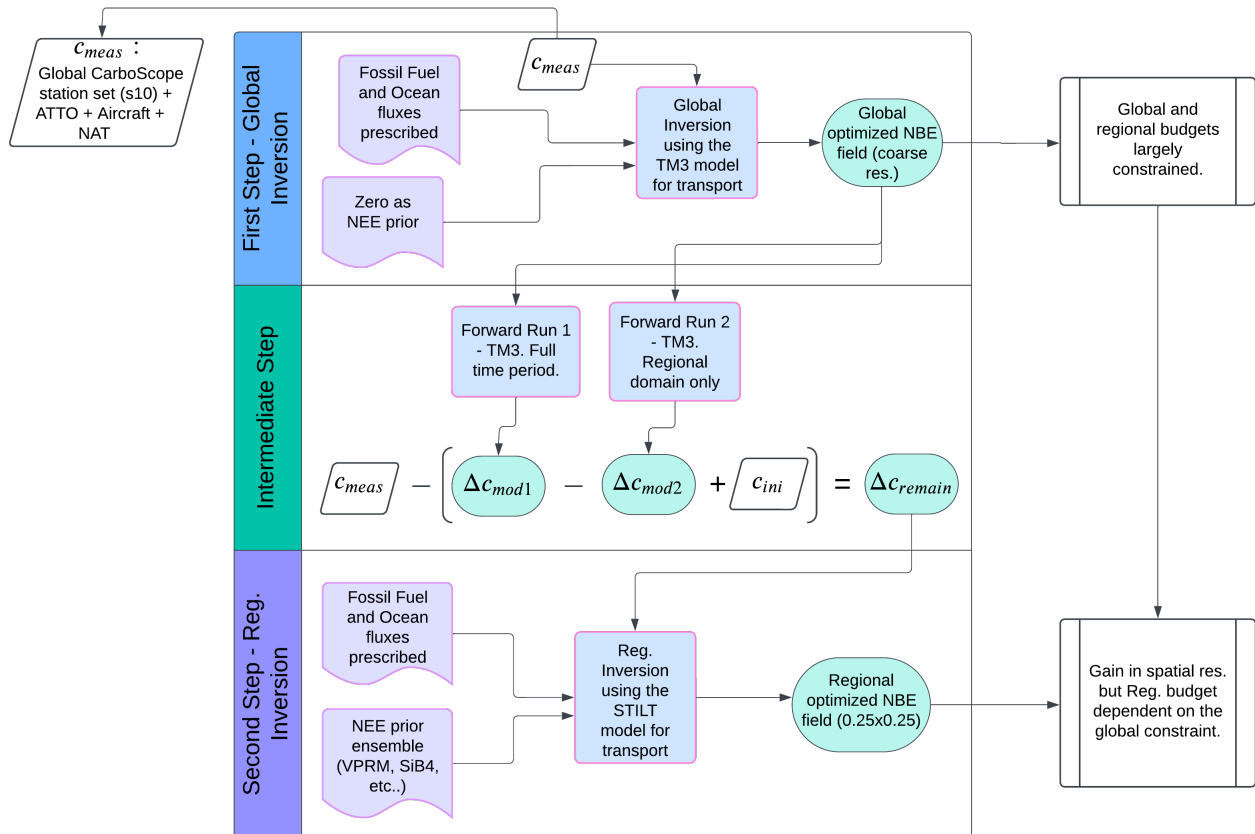 c_meas :
Global CarboScope
station set (s10) +
ATTO + Aircraft +
NAT
First Step - Global
Inversion
Fossil Fuel
and Ocean
fluxes
prescribed
c_meas
Zero as
NEE prior
Global
Inversion
using the
TM3 model
for transport
Global
optimized NBE
field (coarse
res.)
Global and
regional budgets
largely
constrained.
Intermediate Step
Forward Run 1
- TM3. Full
time period.
Forward Run 2
- TM3.
Regional
domain only
c_meas − [ Δc_mod1 − Δc_mod2 + c_ini ] = Δc_remain
Second Step - Reg.
Inversion
Fossil Fuel
and Ocean
fluxes
prescribed
NEE prior
ensemble
(VPRM, SiB4,
etc..)
Reg.
Inversion
using the
STILT
model for
transport
Regional
optimized NBE
field (0.25x0.25)
Gain in spatial res.
but Reg. budget
dependent on the
global constraint.